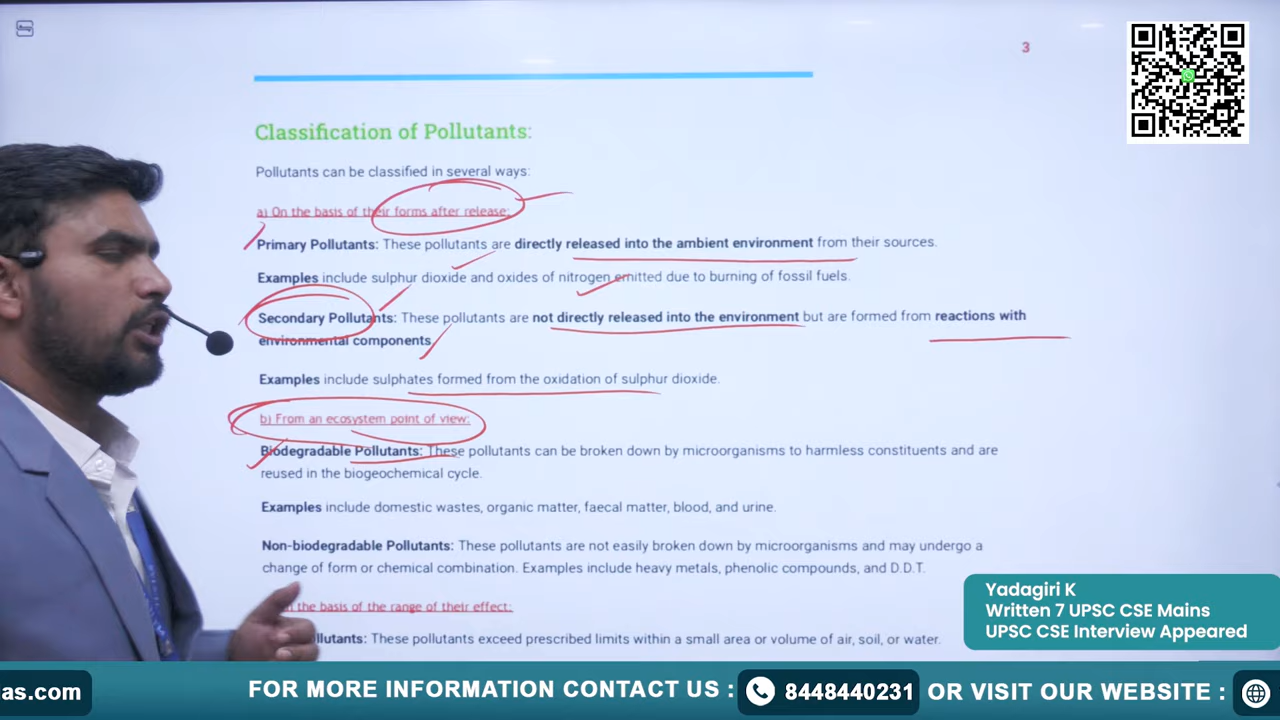 3
Classification of Pollutants:
Pollutants can be classified in several ways:
a) On the basis of their forms after release:
Primary Pollutants: These pollutants are directly released into the ambient environment from their sources.
Examples include sulphur dioxide and oxides of nitrogen emitted due to burning of fossil fuels.
Secondary Pollutants: These pollutants are not directly released into the environment but are formed from reactions with
environmental components.
Examples include sulphates formed from the oxidation of sulphur dioxide.
b) From an ecosystem point of view:
Biodegradable Pollutants: These pollutants can be broken down by microorganisms to harmless constituents and are
reused in the biogeochemical cycle.
Examples include domestic wastes, organic matter, faecal matter, blood, and urine.
Non-biodegradable Pollutants: These pollutants are not easily broken down by microorganisms and may undergo a
change of form or chemical combination. Examples include heavy metals, phenolic compounds, and D.D.T.
the basis of the range of their effect:
llutants: These pollutants exceed prescribed limits within a small area or volume of air, soil, or water.
Yadagiri K
Written 7 UPSC CSE Mains
UPSC CSE Interview Appeared
as.com FOR MORE INFORMATION CONTACT US : 8448440231 OR VISIT OUR WEBSITE :